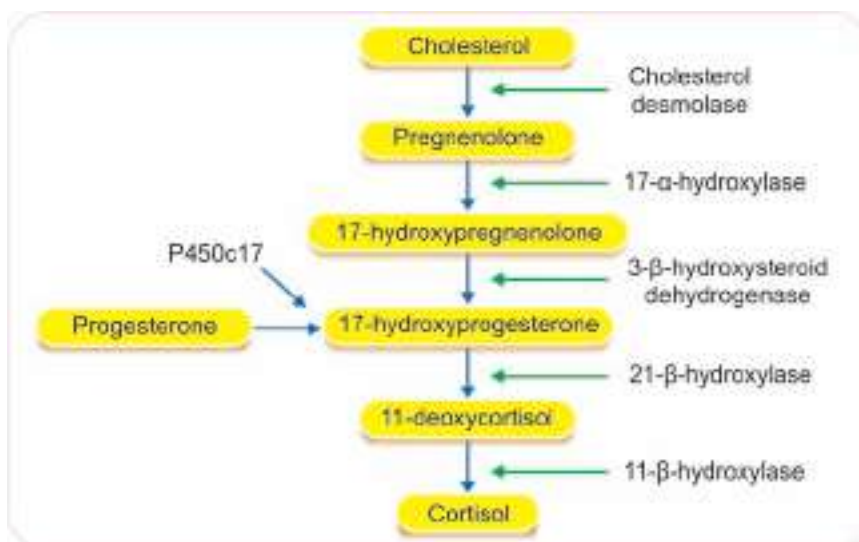 Cholesterol
Cholesterol
desmolase
Pregnenolone
17-α-hydroxylase
17-hydroxypregnenolone
P450c17
3-β-hydroxysteroid
dehydrogenase
Progesterone
17-hydroxyprogesterone
21-β-hydroxylase
11-deoxycortisol
11-β-hydroxylase
Cortisol